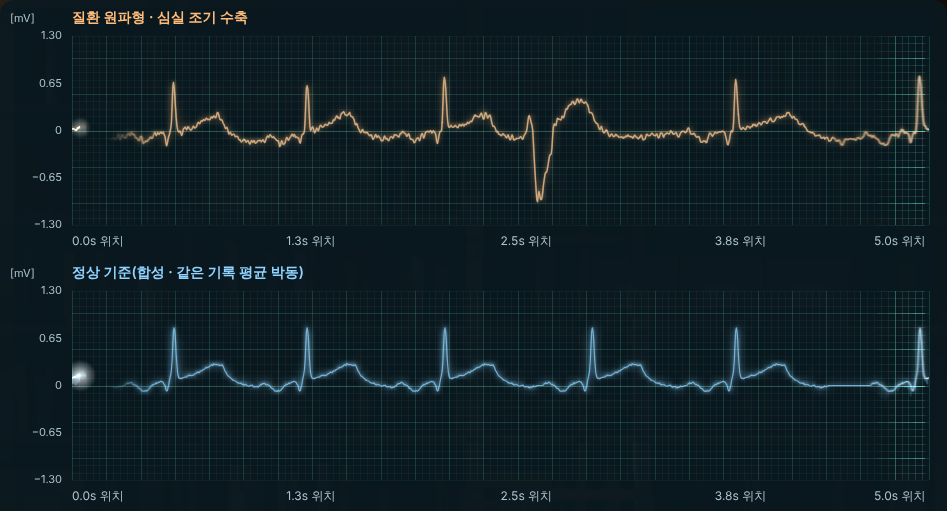 [mV] 질환 원파형 · 심실 조기 수축
1.30
0.65
0
−0.65
−1.30
0.0s 위치 1.3s 위치 2.5s 위치 3.8s 위치 5.0s 위치
[mV] 정상 기준(합성 · 같은 기록 평균 박동)
1.30
0.65
0
−0.65
−1.30
0.0s 위치 1.3s 위치 2.5s 위치 3.8s 위치 5.0s 위치